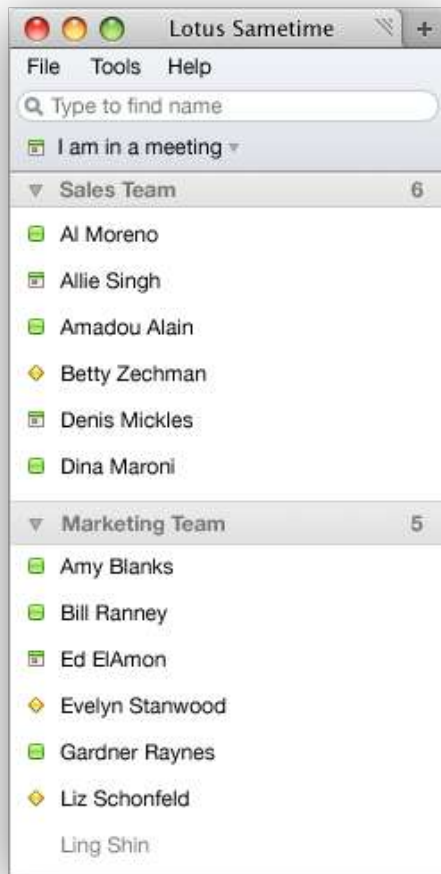 Lotus Sametime +
File Tools Help
Type to find name
I am in a meeting
Sales Team 6
Al Moreno
Allie Singh
Amadou Alain
Betty Zechman
Denis Mickles
Dina Maroni
Marketing Team 5
Amy Blanks
Bill Ranney
Ed ElAmon
Evelyn Stanwood
Gardner Raynes
Liz Schonfeld
Ling Shin